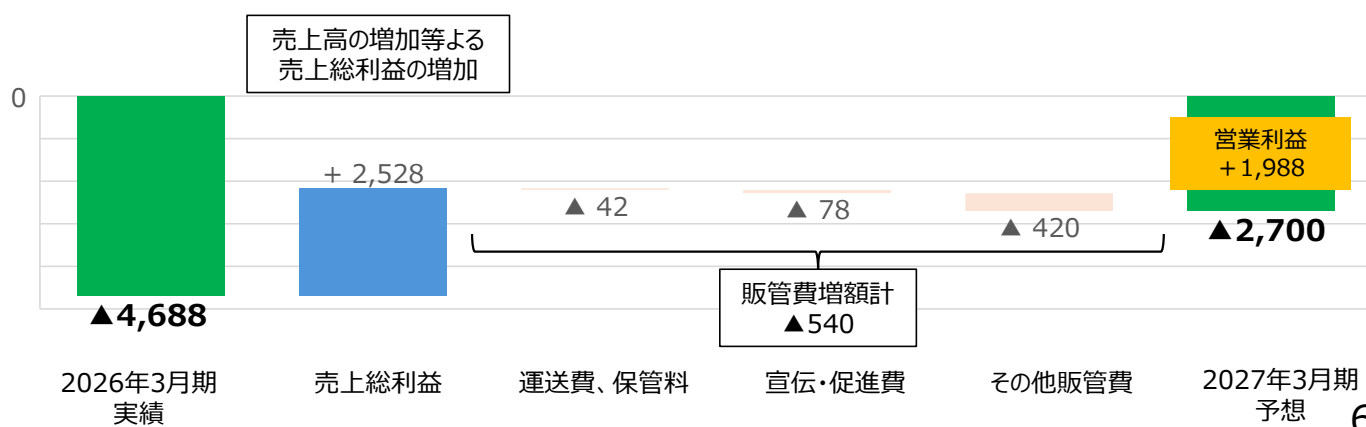 売上高の増加等よる
売上総利益の増加
0
営業利益
+1,988
+ 2,528
▲ 42
▲ 78
▲ 420
▲2,700
▲4,688
販管費増額計
▲540
2026年3月期
実績
売上総利益
運送費、保管料
宣伝・促進費
その他販管費
2027年3月期
予想